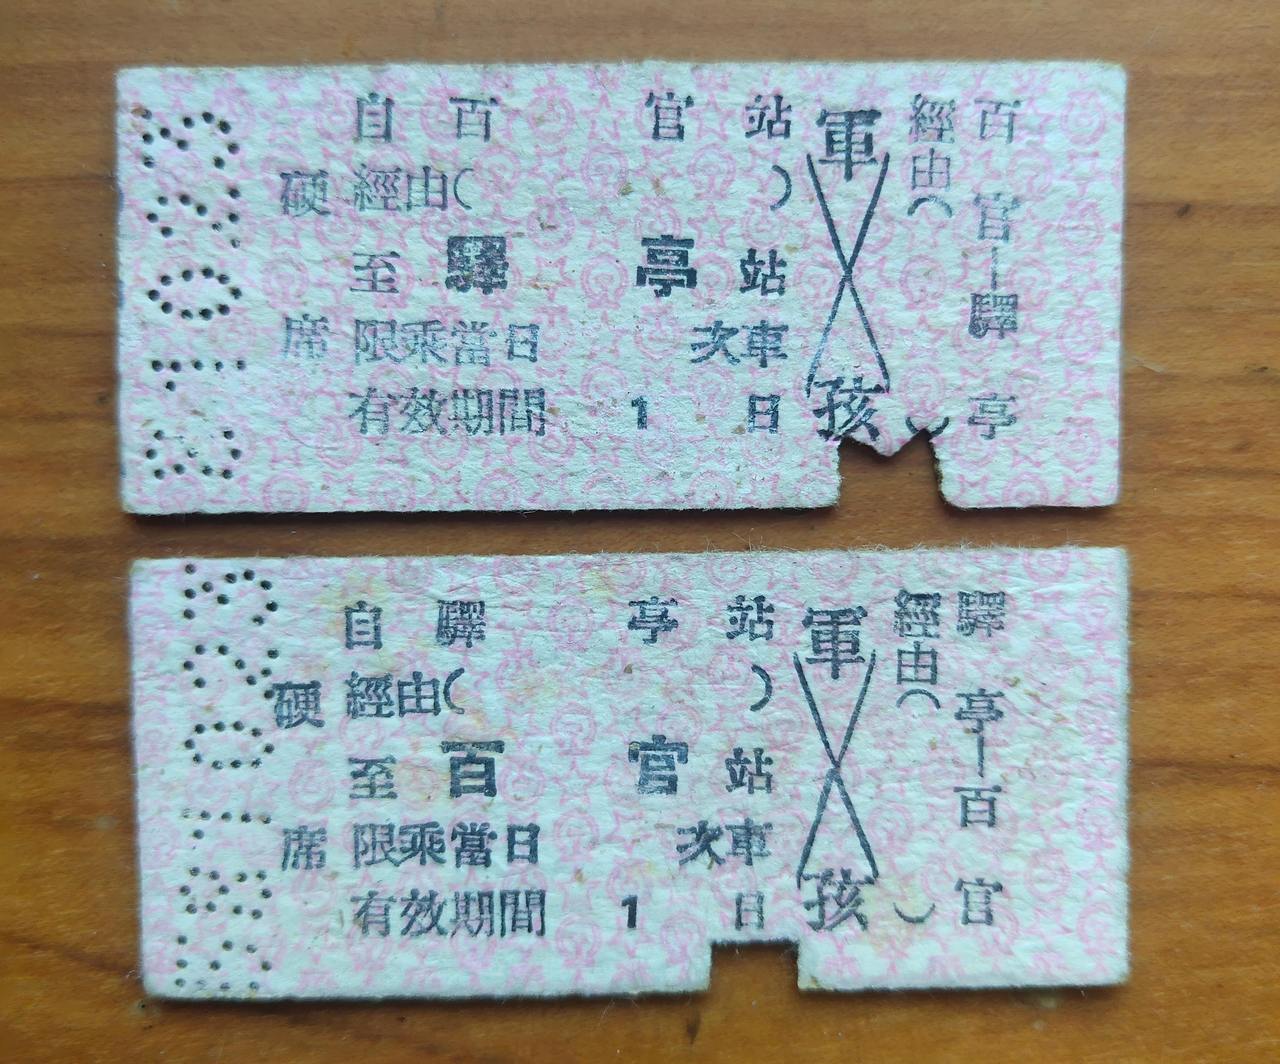 自 百 官 站
硬 經由( )
至 驛 亭 站
席 限乘當日 次車
有效期間 1 日
軍
孩
經由( )
百官—驛亭
自 驛 亭 站
硬 經由( )
至 百 官 站
席 限乘當日 次車
有效期間 1 日
軍
孩
經由( )
驛亭—百官